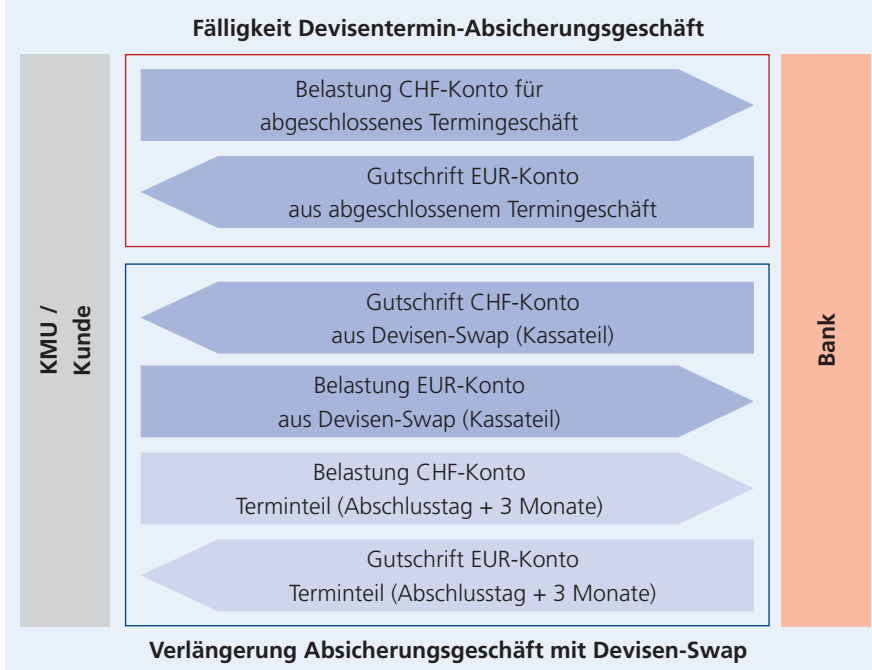 Fälligkeit Devisentermin-Absicherungsgeschäft
KMU /
Kunde
Belastung CHF-Konto für
abgeschlossenes Termingeschäft
Gutschrift EUR-Konto
aus abgeschlossenem Termingeschäft
Gutschrift CHF-Konto
aus Devisen-Swap (Kassateil)
Belastung EUR-Konto
aus Devisen-Swap (Kassateil)
Belastung CHF-Konto
Terminteil (Abschlusstag + 3 Monate)
Gutschrift EUR-Konto
Terminteil (Abschlusstag + 3 Monate)
Bank
Verlängerung Absicherungsgeschäft mit Devisen-Swap